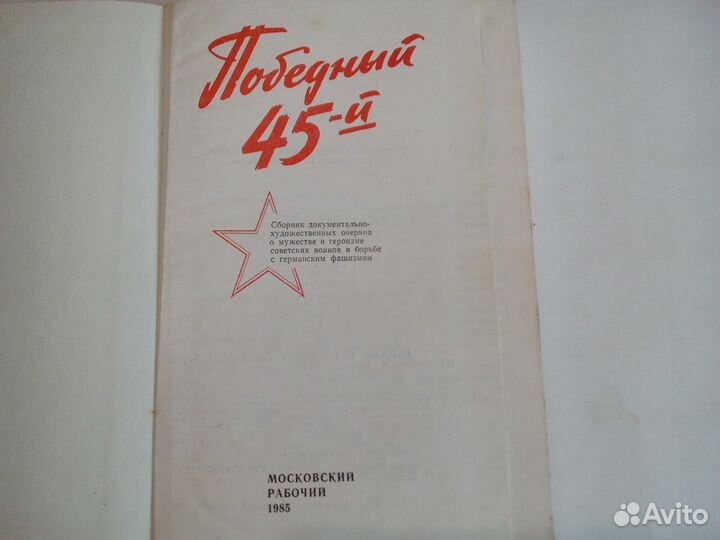 Победный
45-й
Сборник документально-
художественных очерков
о мужестве и героизме
советских воинов в борьбе
с германским фашизмом
МОСКОВСКИЙ
РАБОЧИЙ
1985
Avito